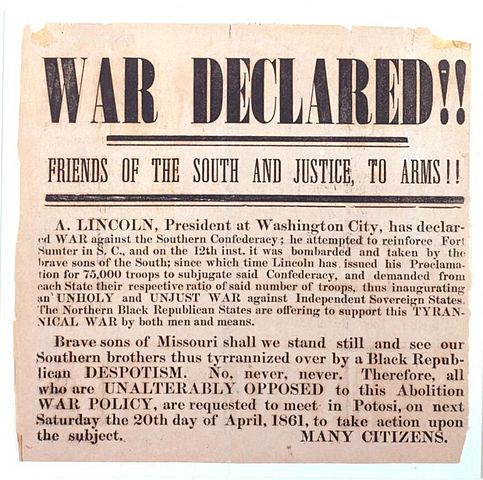 WAR DECLARED!!
FRIENDS OF THE SOUTH AND JUSTICE, TO ARMS!!
A. LINCOLN, President at Washington City, has declar-
ed WAR against the Southern Confederacy; he attempted to reinforce Fort
Sumter in S. C., and on the 12th inst. it was bombarded and taken by the
brave sons of the South; since which time Lincoln has issued his Proclama-
tion for 75,000 troops to subjugate said Confederacy, and demanded from
each State their respective ratio of said number of troops, thus inaugurating
an UNHOLY and UNJUST WAR against Independent Sovereign States.
The Northern Black Republican States are offering to support this TYRAN-
NICAL WAR by both men and means.
Brave sons of Missouri shall we stand still and see our
Southern brothers thus tyrrannized over by a Black Repub-
lican DESPOTISM. No, never, never. Therefore, all
who are UNALTERABLY OPPOSED to this Abolition
WAR POLICY, are requested to meet in Potosi, on next
Saturday the 20th day of April, 1861, to take action upon
the subject. MANY CITIZENS.